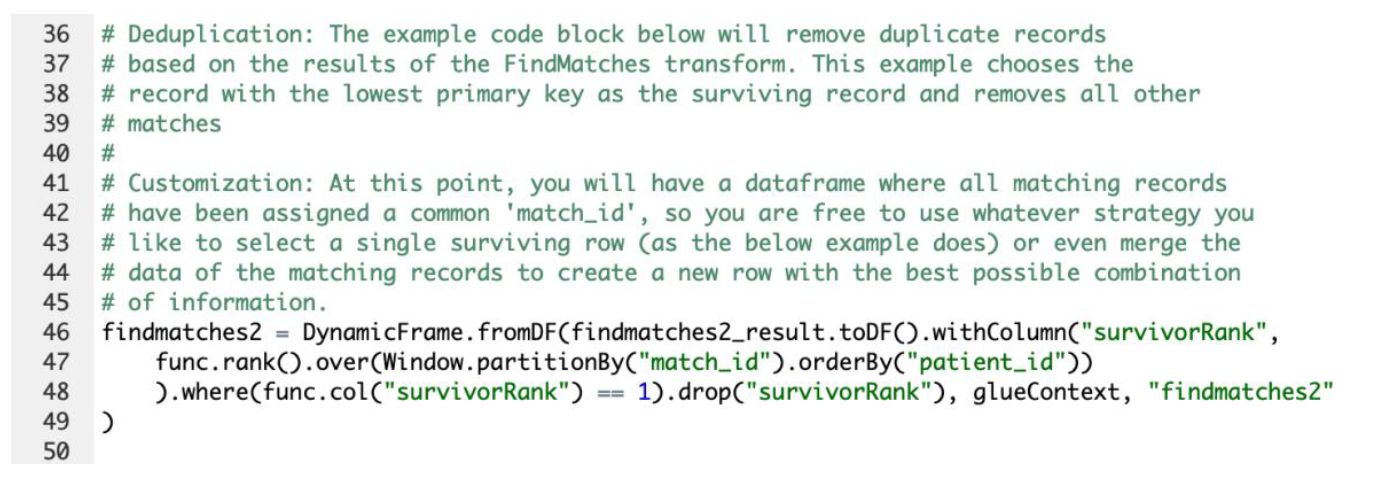 36 # Deduplication: The example code block below will remove duplicate records
37 # based on the results of the FindMatches transform. This example chooses the
38 # record with the lowest primary key as the surviving record and removes all other
39 # matches
40 #
41 # Customization: At this point, you will have a dataframe where all matching records
42 # have been assigned a common 'match_id', so you are free to use whatever strategy you
43 # like to select a single surviving row (as the below example does) or even merge the
44 # data of the matching records to create a new row with the best possible combination
45 # of information.
46 findmatches2 = DynamicFrame.fromDF(findmatches2_result.toDF().withColumn("survivorRank",
47     func.rank().over(Window.partitionBy("match_id").orderBy("patient_id"))
48     ).where(func.col("survivorRank") == 1).drop("survivorRank"), glueContext, "findmatches2"
49 )
50